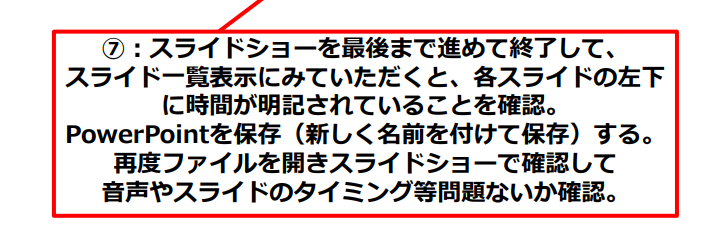 ⑦：スライドショーを最後まで進めて終了して、
スライド一覧表示にみていただくと、各スライドの左下
に時間が明記されていることを確認。
PowerPointを保存（新しく名前を付けて保存）する。
再度ファイルを開きスライドショーで確認して
音声やスライドのタイミング等問題ないか確認。